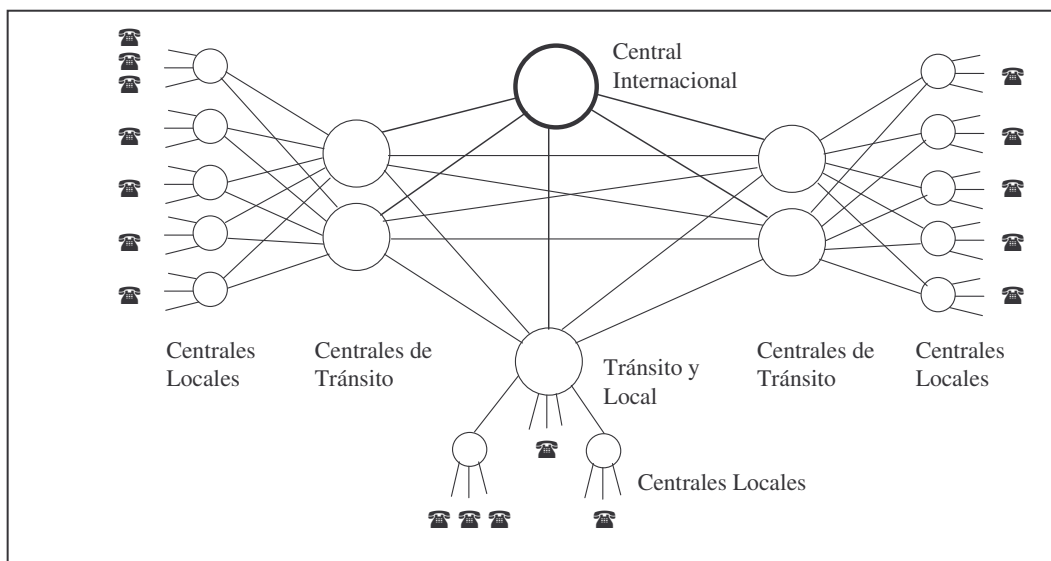 Central
Internacional
Centrales
Locales
Centrales de
Tránsito
Tránsito y
Local
Centrales de
Tránsito
Centrales
Locales
Centrales Locales